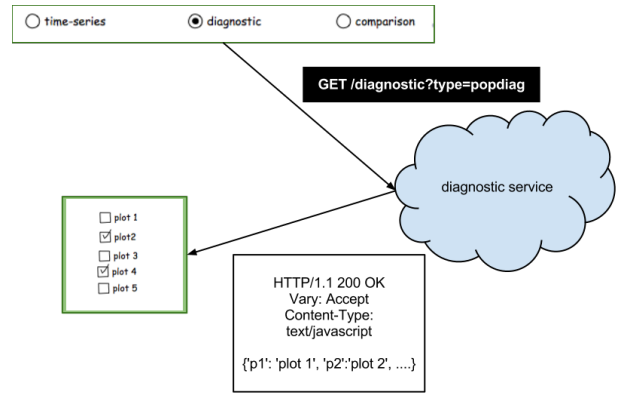 time-series diagnostic comparison
GET /diagnostic?type=popdiag
diagnostic service
plot 1
plot2
plot 3
plot 4
plot 5
HTTP/1.1 200 OK
Vary: Accept
Content-Type:
text/javascript
{'p1': 'plot 1', 'p2':'plot 2', ....}